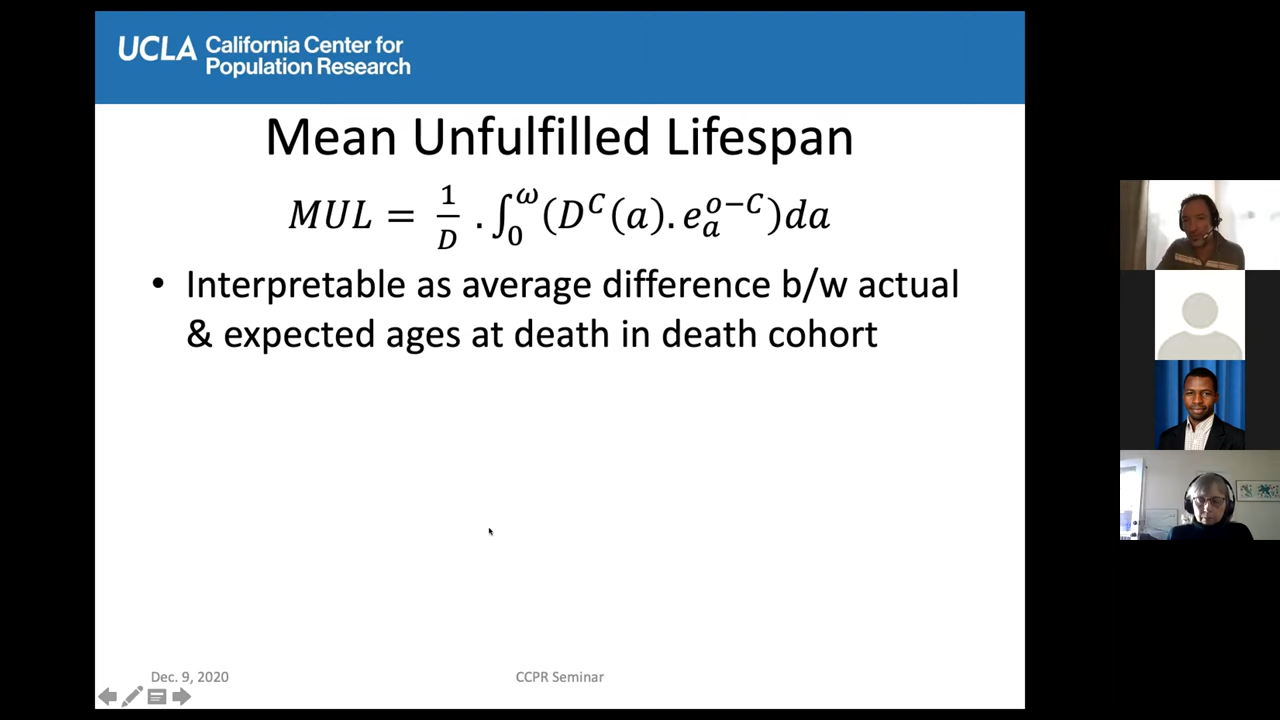 UCLA California Center for
Population Research
Mean Unfulfilled Lifespan
MUL = 1/D . ∫₀^ω (D^C(a). e_a^{o−C})da
• Interpretable as average difference b/w actual
& expected ages at death in death cohort
Dec. 9, 2020 CCPR Seminar